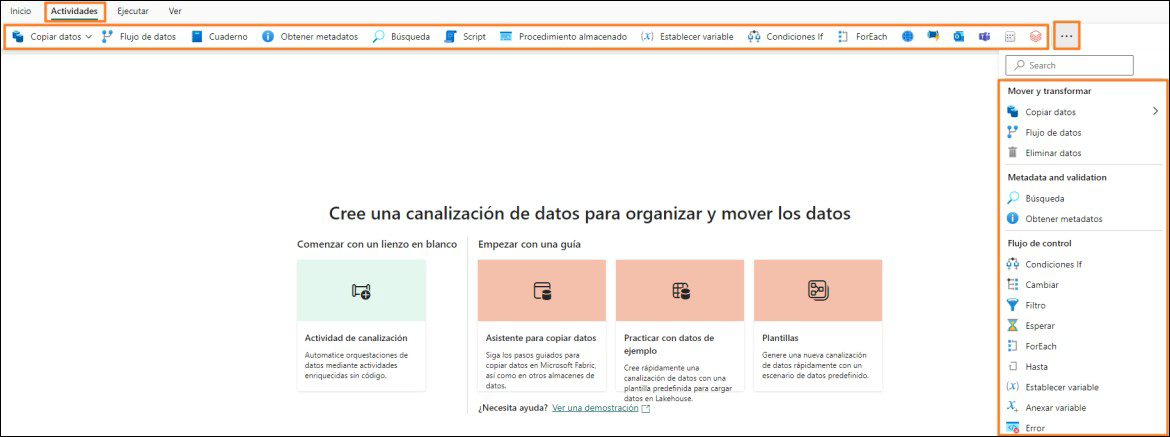 Inicio Actividades Ejecutar Ver
Copiar datos Flujo de datos Cuaderno Obtener metadatos Búsqueda Script Procedimiento almacenado (x) Establecer variable Condiciones If ForEach ...
Search
Mover y transformar
Copiar datos
Flujo de datos
Eliminar datos
Metadata and validation
Búsqueda
Obtener metadatos
Flujo de control
Condiciones If
Cambiar
Filtro
Esperar
ForEach
Hasta
(x) Establecer variable
Anexar variable
Error
Cree una canalización de datos para organizar y mover los datos
Comenzar con un lienzo en blanco
Actividad de canalización
Automatice orquestaciones de
datos mediante actividades
enriquecidas sin código.
Empezar con una guía
Asistente para copiar datos
Siga los pasos guiados para
copiar datos en Microsoft Fabric,
así como en otros almacenes de
datos.
Practicar con datos de
ejemplo
Cree rápidamente una
canalización de datos con una
plantilla predefinida para cargar
datos en Lakehouse.
Plantillas
Genere una nueva canalización
de datos rápidamente con un
escenario de datos predefinido.
¿Necesita ayuda? Ver una demostración